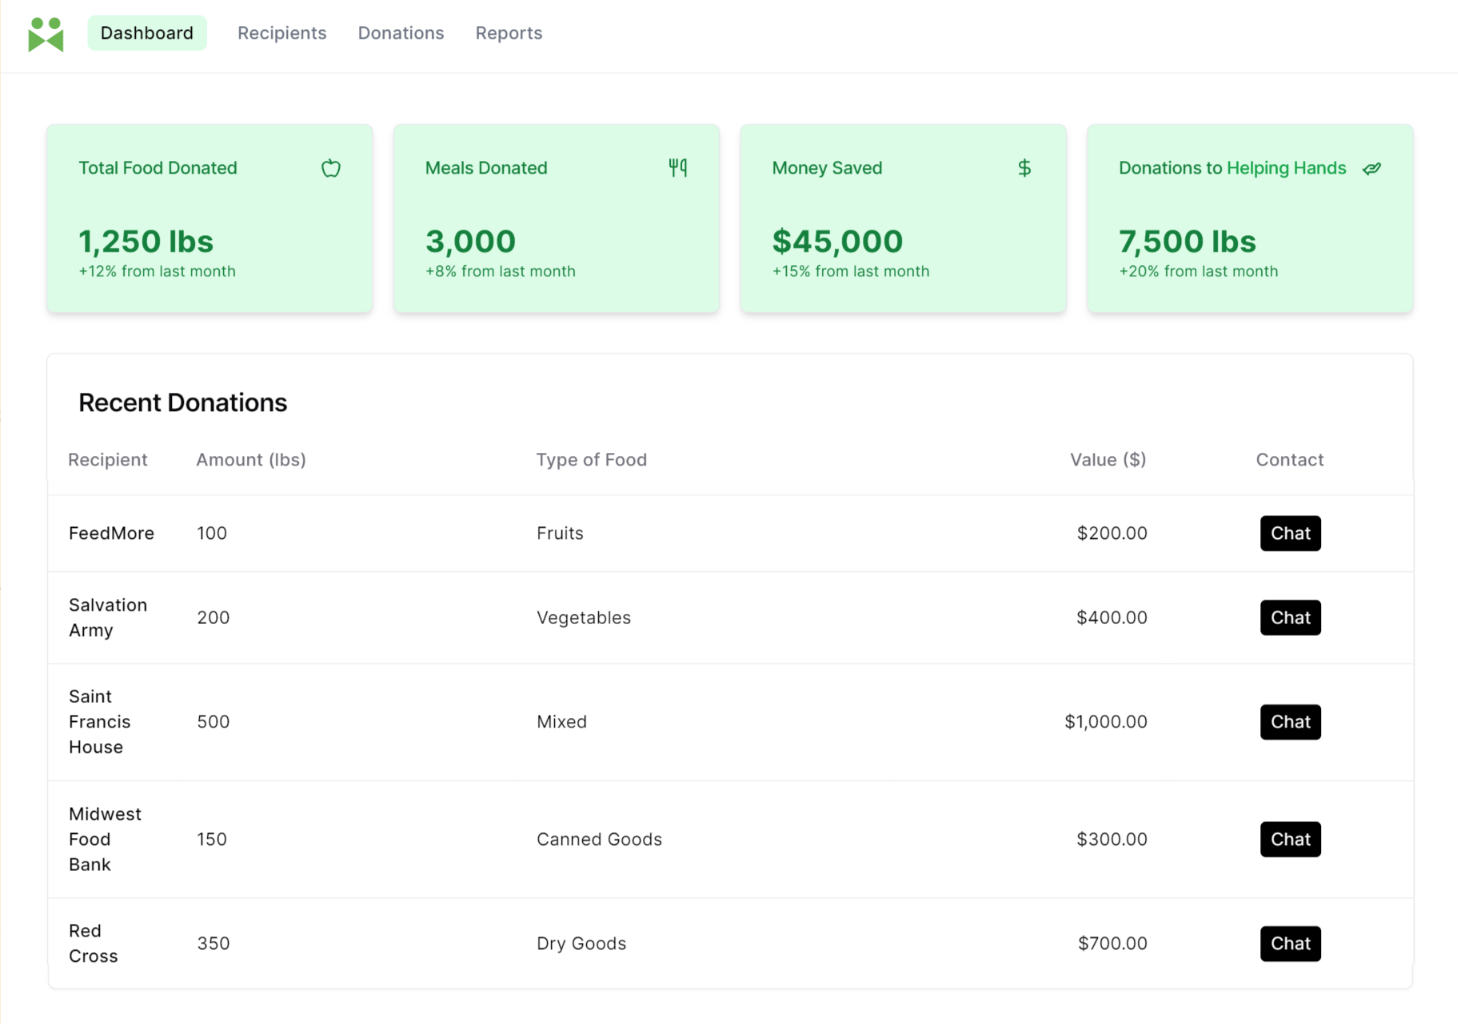 Dashboard Recipients Donations Reports
Total Food Donated
1,250 lbs
+12% from last month
Meals Donated
3,000
+8% from last month
Money Saved
$45,000
+15% from last month
Donations to Helping Hands
7,500 lbs
+20% from last month
Recent Donations
Recipient Amount (lbs) Type of Food Value ($) Contact
FeedMore 100 Fruits $200.00 Chat
Salvation
Army
200 Vegetables $400.00 Chat
Saint
Francis
House
500 Mixed $1,000.00 Chat
Midwest
Food
Bank
150 Canned Goods $300.00 Chat
Red
Cross
350 Dry Goods $700.00 Chat